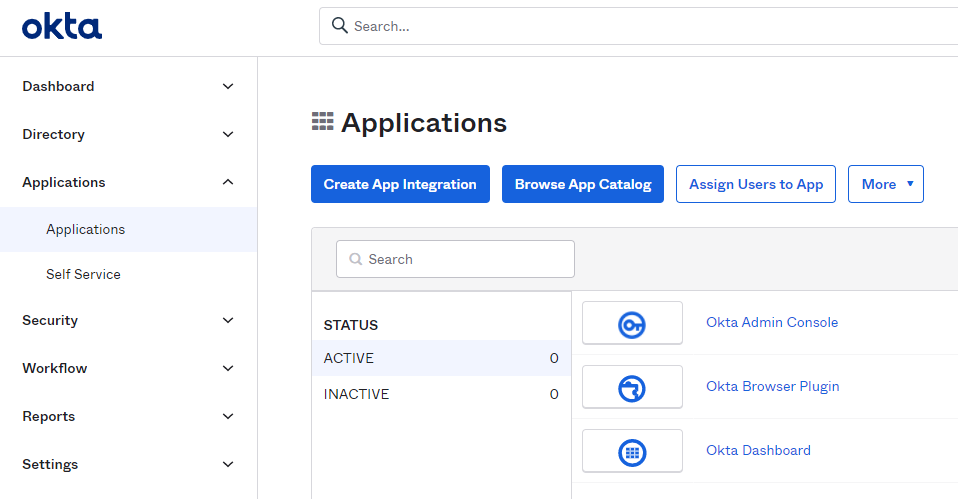 okta
Search...
Dashboard
Directory
Applications
Applications
Self Service
Security
Workflow
Reports
Settings
Applications
Create App Integration
Browse App Catalog
Assign Users to App
More
Search
STATUS
ACTIVE 0
INACTIVE 0
Okta Admin Console
Okta Browser Plugin
Okta Dashboard